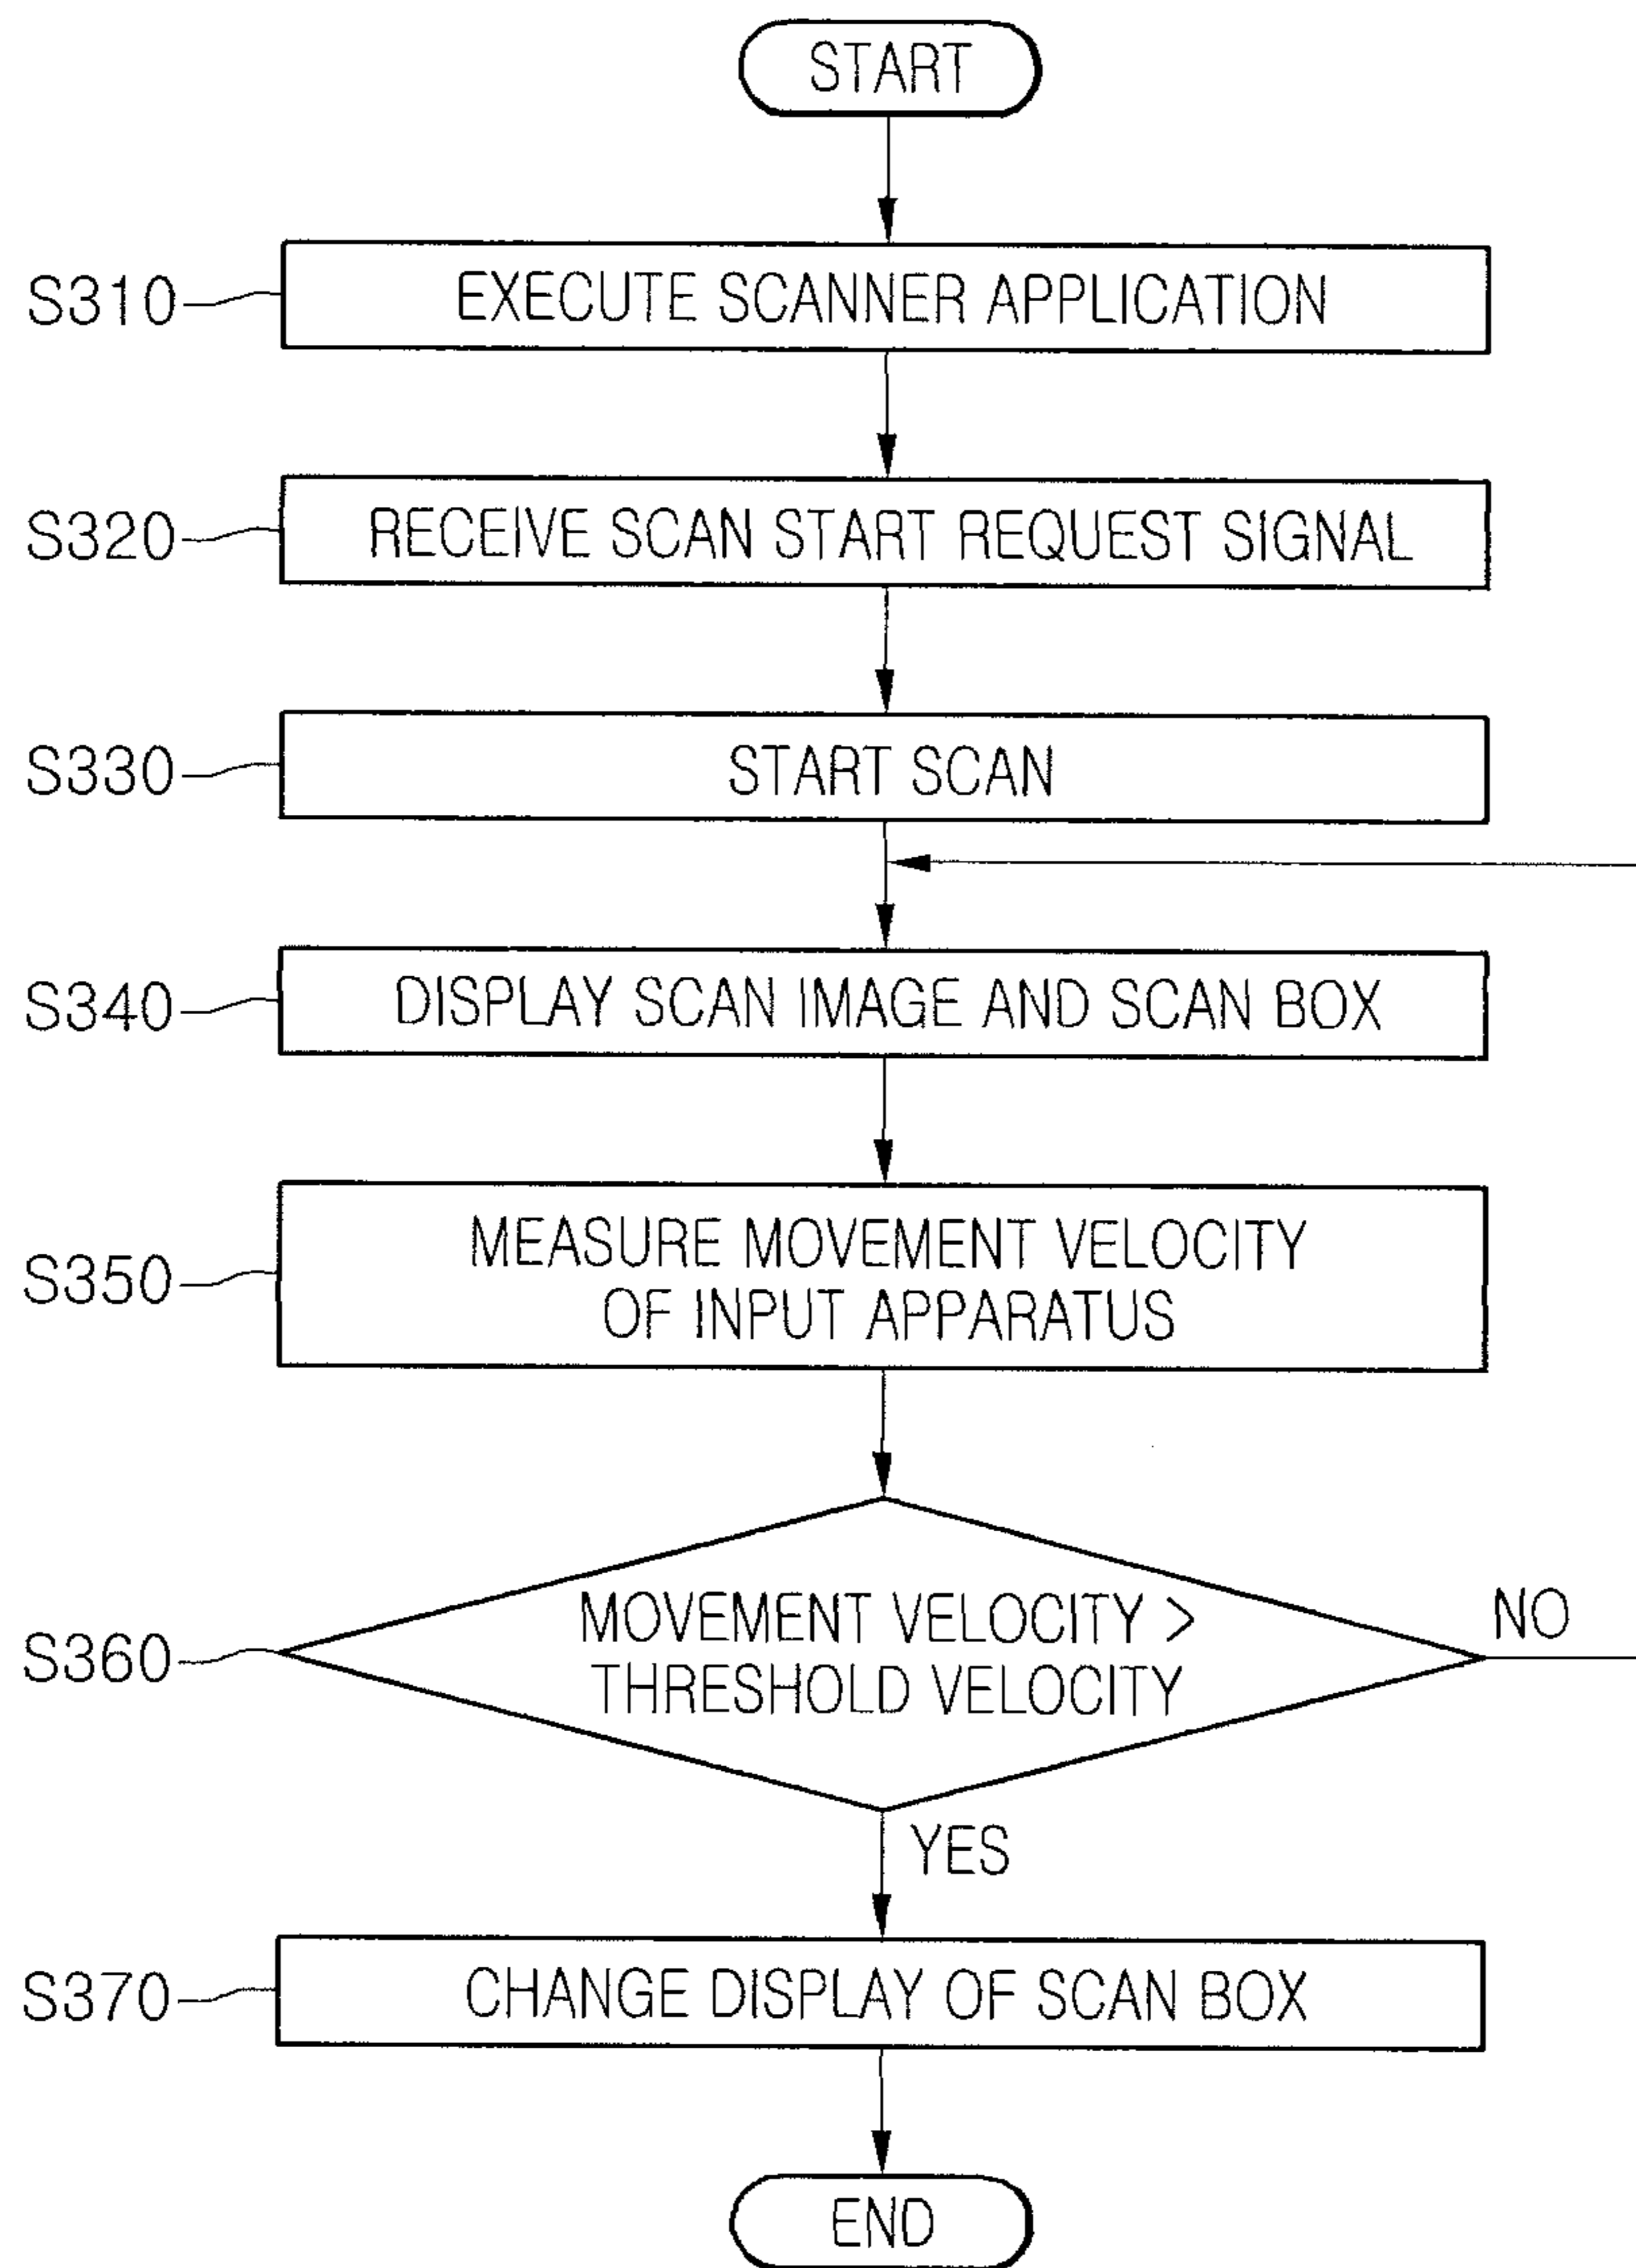 START
S310
EXECUTE SCANNER APPLICATION
S320
RECEIVE SCAN START REQUEST SIGNAL
S330
START SCAN
S340
DISPLAY SCAN IMAGE AND SCAN BOX
S350
MEASURE MOVEMENT VELOCITY
OF INPUT APPARATUS
S360
MOVEMENT VELOCITY >
THRESHOLD VELOCITY
NO
YES
S370
CHANGE DISPLAY OF SCAN BOX
END